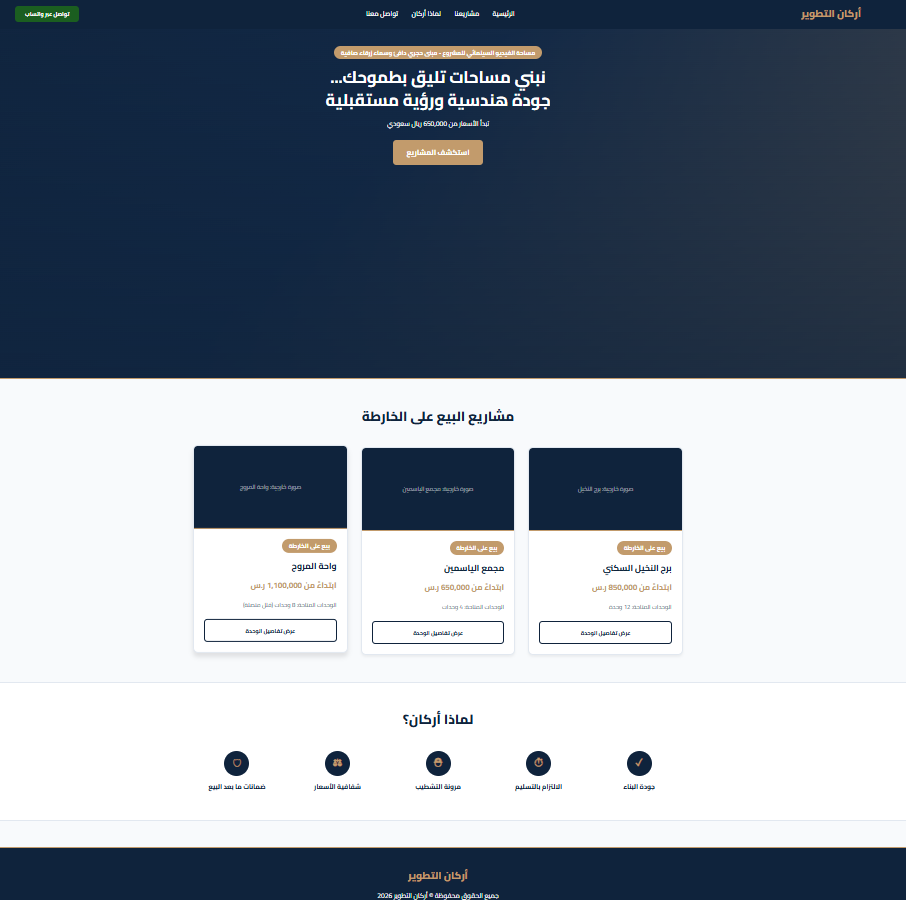 أركان التطوير
الرئيسية
مشاريعنا
لماذا أركان
تواصل معنا
تواصل عبر واتساب
مساحة الفيديو السينمائي للمشروع - مبنى حجري دافئ وسماء زرقاء صافية
نبني مساحات تليق بطموحك...
جودة هندسية ورؤية مستقبلية
تبدأ الأسعار من 650,000 ريال سعودي
استكشف المشاريع
مشاريع البيع على الخارطة
صورة خارجية: برج النخيل
بيع على الخارطة
برج النخيل السكني
ابتداءً من 850,000 ر.س
الوحدات المتاحة: 12 وحدة
عرض تفاصيل الوحدة
صورة خارجية: مجمع الياسمين
بيع على الخارطة
مجمع الياسمين
ابتداءً من 650,000 ر.س
الوحدات المتاحة: 4 وحدات
عرض تفاصيل الوحدة
صورة خارجية: واحة المروج
بيع على الخارطة
واحة المروج
ابتداءً من 1,100,000 ر.س
الوحدات المتاحة: 8 وحدات (فلل متصلة)
عرض تفاصيل الوحدة
لماذا أركان؟
جودة البناء
الالتزام بالتسليم
مرونة التشطيب
شفافية الأسعار
ضمانات ما بعد البيع
أركان التطوير
جميع الحقوق محفوظة © أركان التطوير 2026